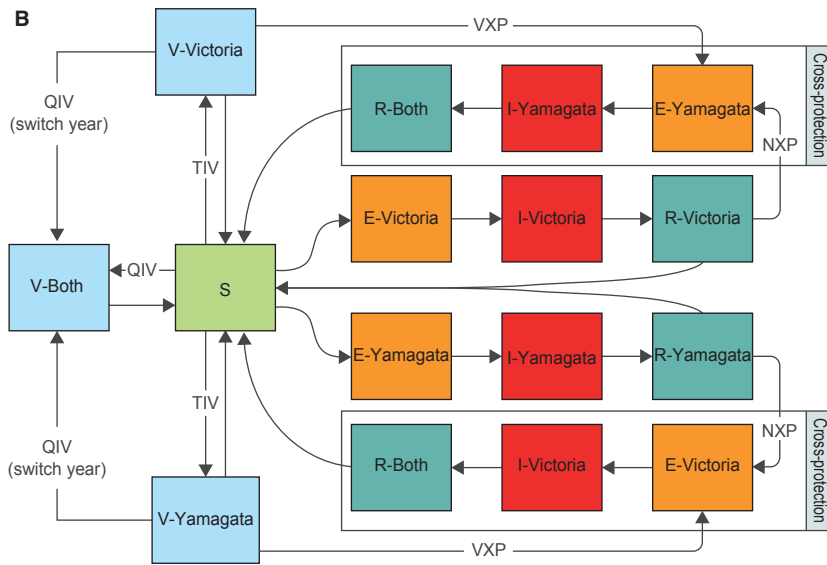 B
V-Victoria
VXP
R-Both
I-Yamagata
E-Yamagata
Cross-protection
QIV
(switch year)
TIV
NXP
E-Victoria
I-Victoria
R-Victoria
V-Both
QIV
S
E-Yamagata
I-Yamagata
R-Yamagata
TIV
QIV
(switch year)
NXP
R-Both
I-Victoria
E-Victoria
Cross-protection
V-Yamagata
VXP